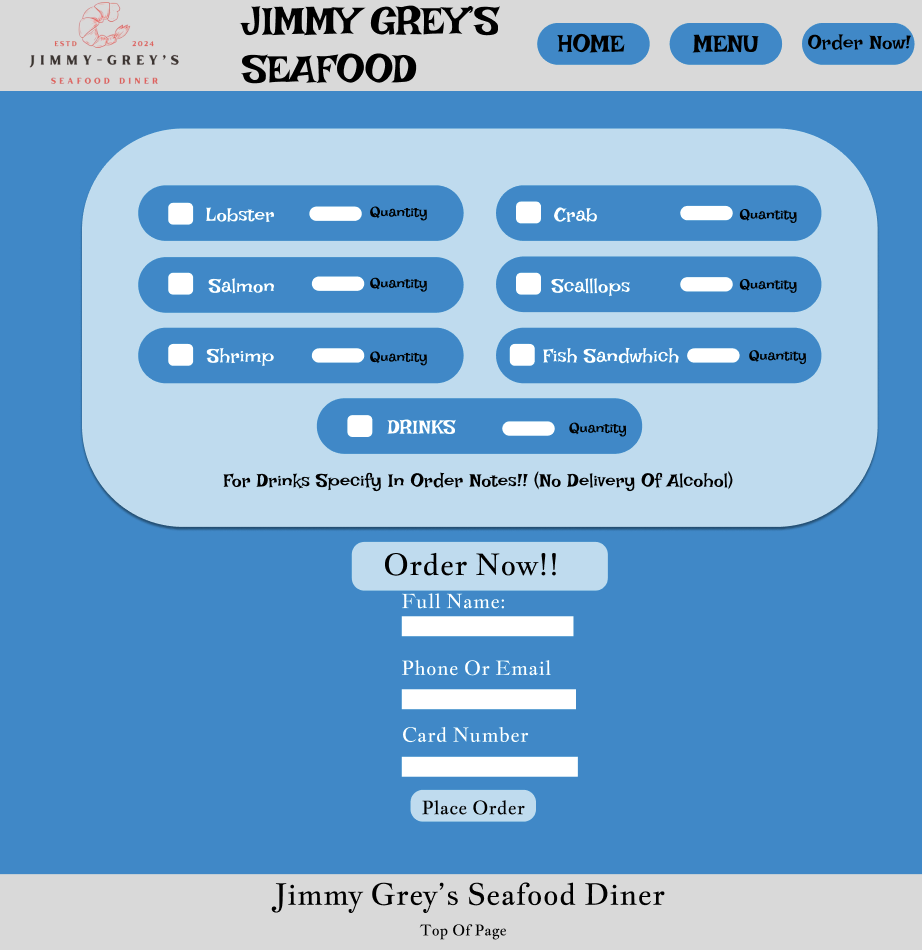 ESTD 2024
JIMMY-GREY'S
SEAFOOD DINER
JIMMY GREY'S
SEAFOOD
HOME
MENU
Order Now!
Lobster Quantity
Crab Quantity
Salmon Quantity
Scalllops Quantity
Shrimp Quantity
Fish Sandwhich Quantity
DRINKS Quantity
For Drinks Specify In Order Notes!! (No Delivery Of Alcohol)
Order Now!!
Full Name:
Phone Or Email
Card Number
Place Order
Jimmy Grey's Seafood Diner
Top Of Page